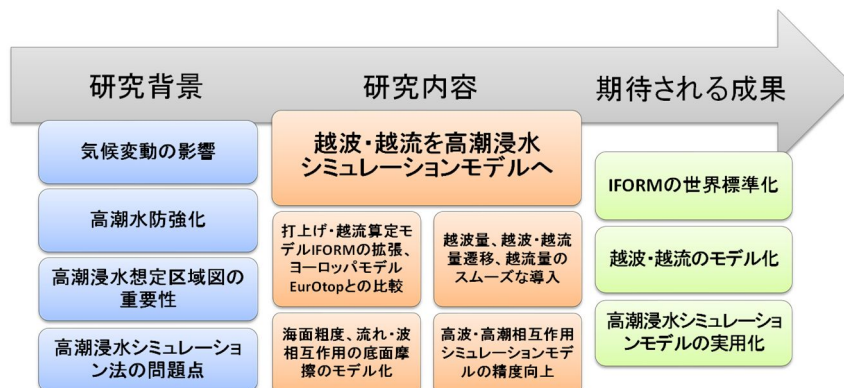 研究背景
気候変動の影響
高潮水防強化
高潮浸水想定区域図の
重要性
高潮浸水シミュレーション
法の問題点
研究内容
越波・越流を高潮浸水
シミュレーションモデルへ
打上げ・越流算定モ
デルIFORMの拡張、
ヨーロッパモデル
EurOtopとの比較
越波量、越波・越流
量遷移、越流量の
スムーズな導入
海面粗度、流れ・波
相互作用の底面摩
擦のモデル化
高波・高潮相互作用
シミュレーションモデ
ルの精度向上
期待される成果
IFORMの世界標準化
越波・越流のモデル化
高潮浸水シミュレーショ
ンモデルの実用化